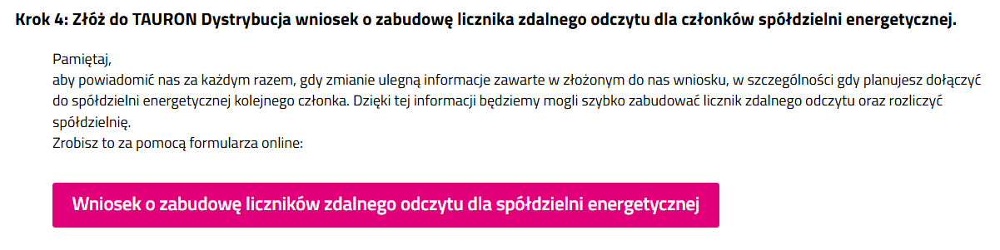 Krok 4: Złóż do TAURON Dystrybucja wniosek o zabudowę licznika zdalnego odczytu dla członków spółdzielni energetycznej.
Pamiętaj,
aby powiadomić nas za każdym razem, gdy zmianie ulegną informacje zawarte w złożonym do nas wniosku, w szczególności gdy planujesz dołączyć
do spółdzielni energetycznej kolejnego członka. Dzięki tej informacji będziemy mogli szybko zabudować licznik zdalnego odczytu oraz rozliczyć
spółdzielnię.
Zrobisz to za pomocą formularza online:
Wniosek o zabudowę liczników zdalnego odczytu dla spółdzielni energetycznej